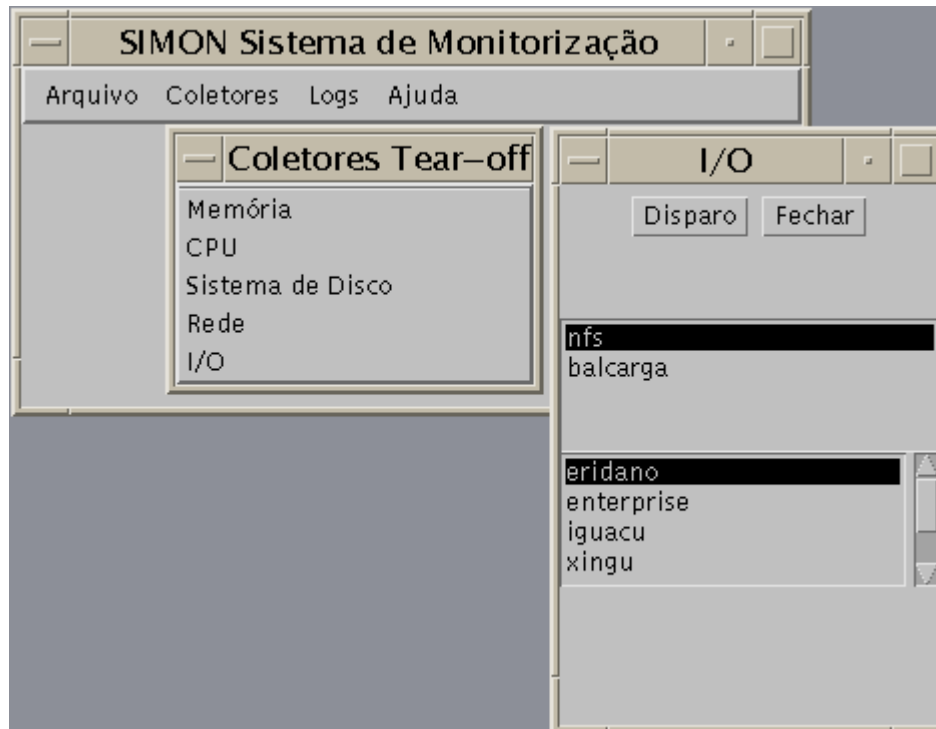 SIMON Sistema de Monitorização
Arquivo Coletores Logs Ajuda
Coletores Tear-off
Memória
CPU
Sistema de Disco
Rede
I/O
I/O
Disparo Fechar
nfs
balcarga
eridano
enterprise
iguacu
xingu